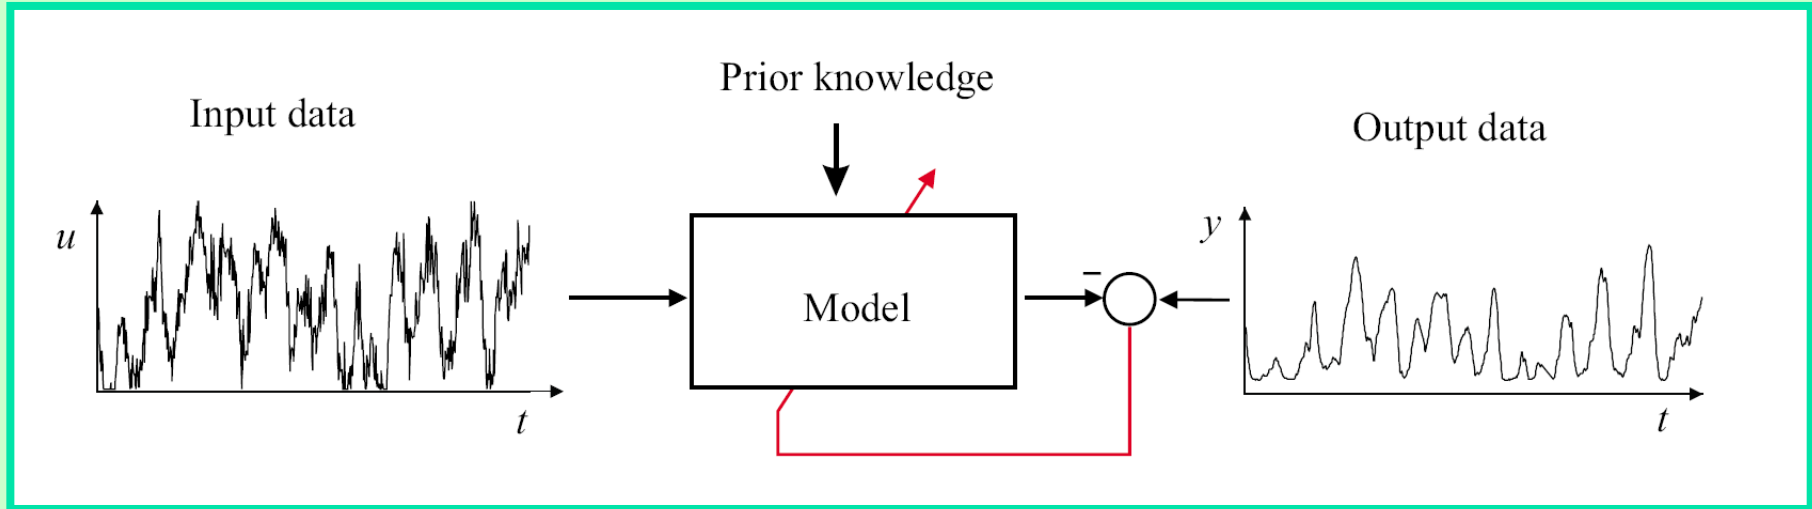 Prior knowledge
Input data
Output data
u
y
–
Model
t
t